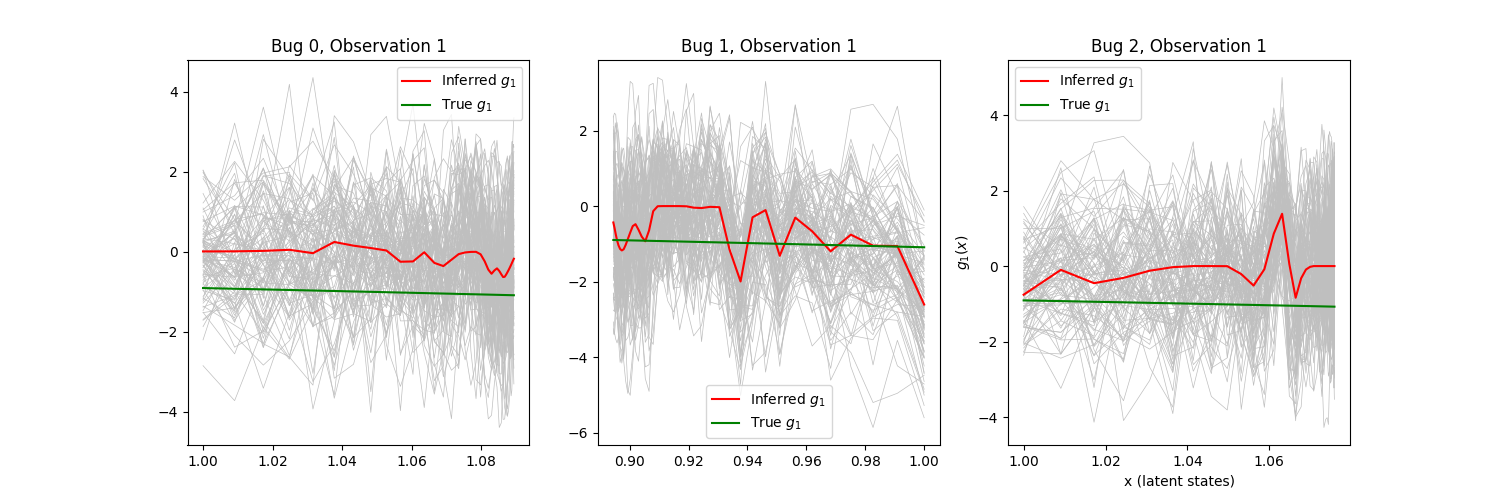 Bug 0, Observation 1
Inferred g₁
True g₁
4
2
0
−2
−4
1.00 1.02 1.04 1.06 1.08
Bug 1, Observation 1
2
0
−2
−4
−6
Inferred g₁
True g₁
0.90 0.92 0.94 0.96 0.98 1.00
Bug 2, Observation 1
Inferred g₁
True g₁
g₁(x)
4
2
0
−2
−4
1.00 1.02 1.04 1.06
x (latent states)